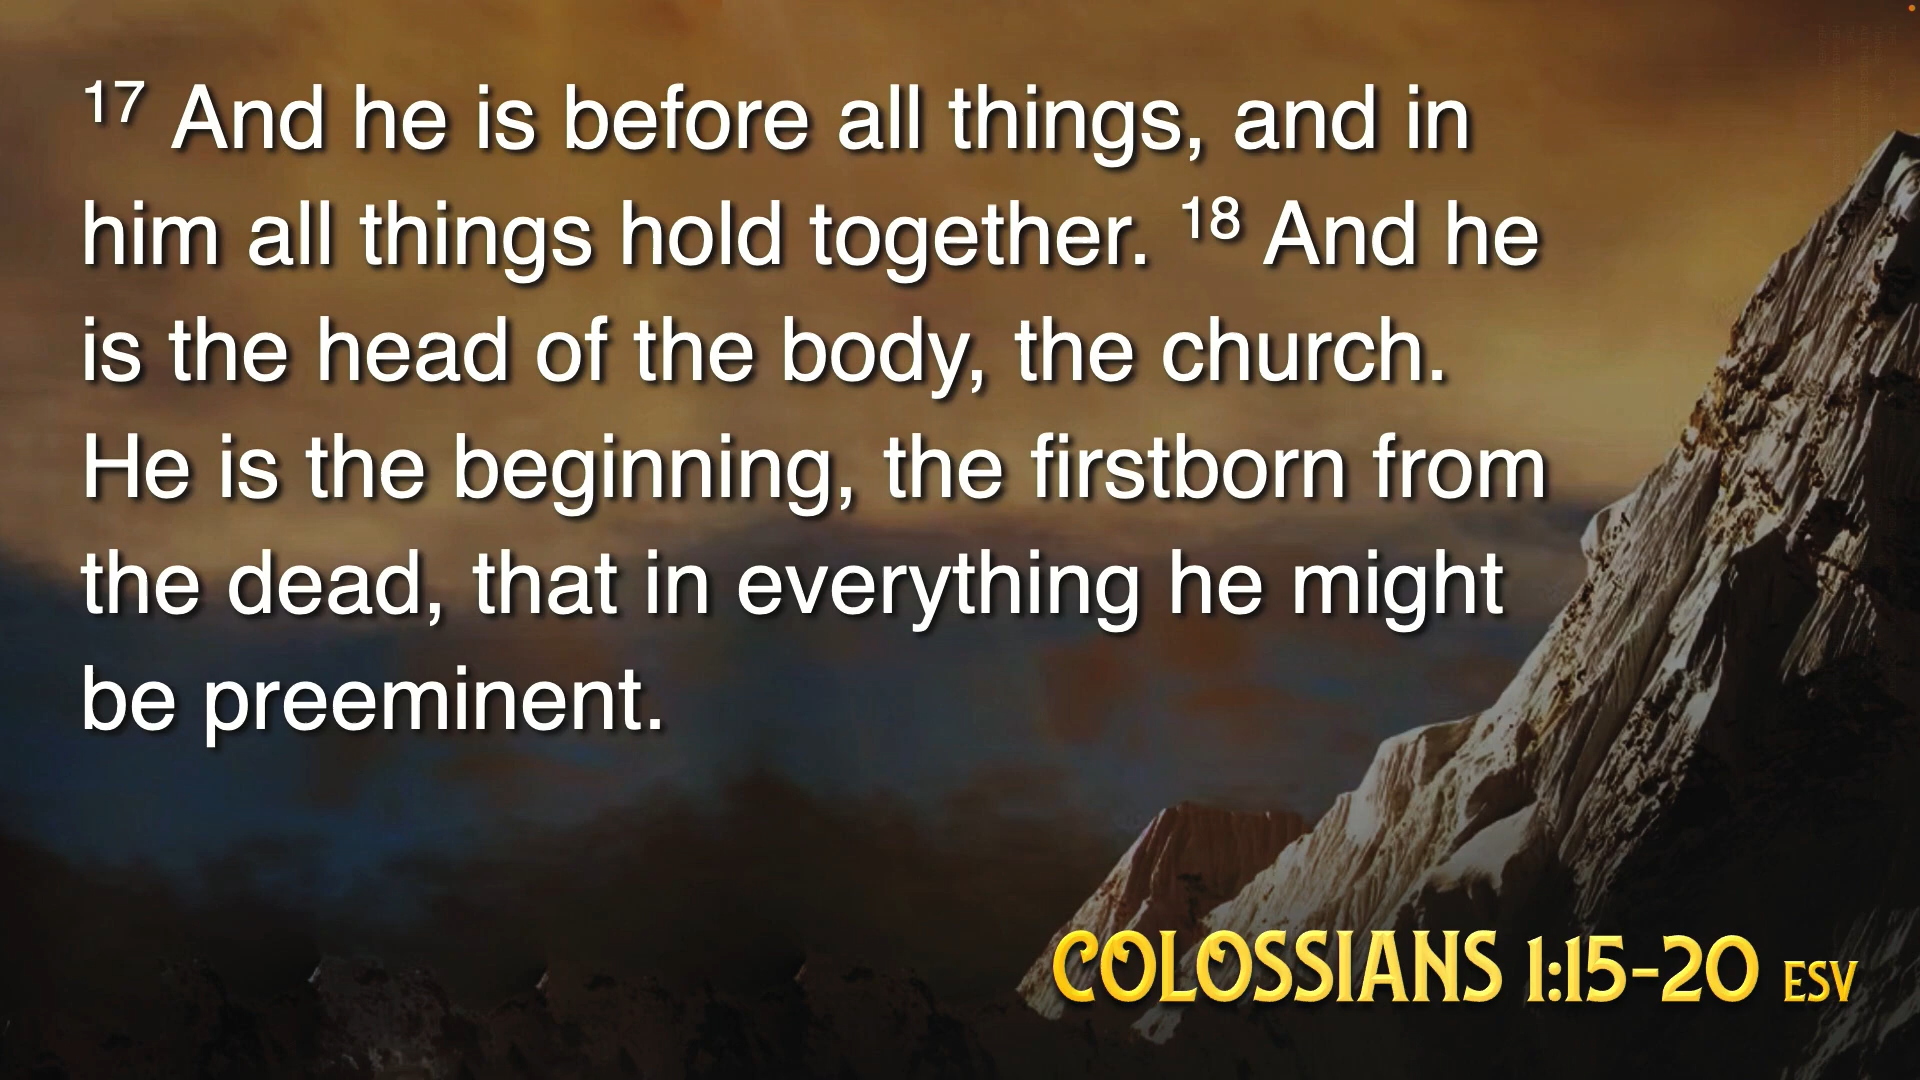 17 And he is before all things, and in
him all things hold together. 18 And he
is the head of the body, the church.
He is the beginning, the firstborn from
the dead, that in everything he might
be preeminent.
COLOSSIANS 1:15-20 ESV